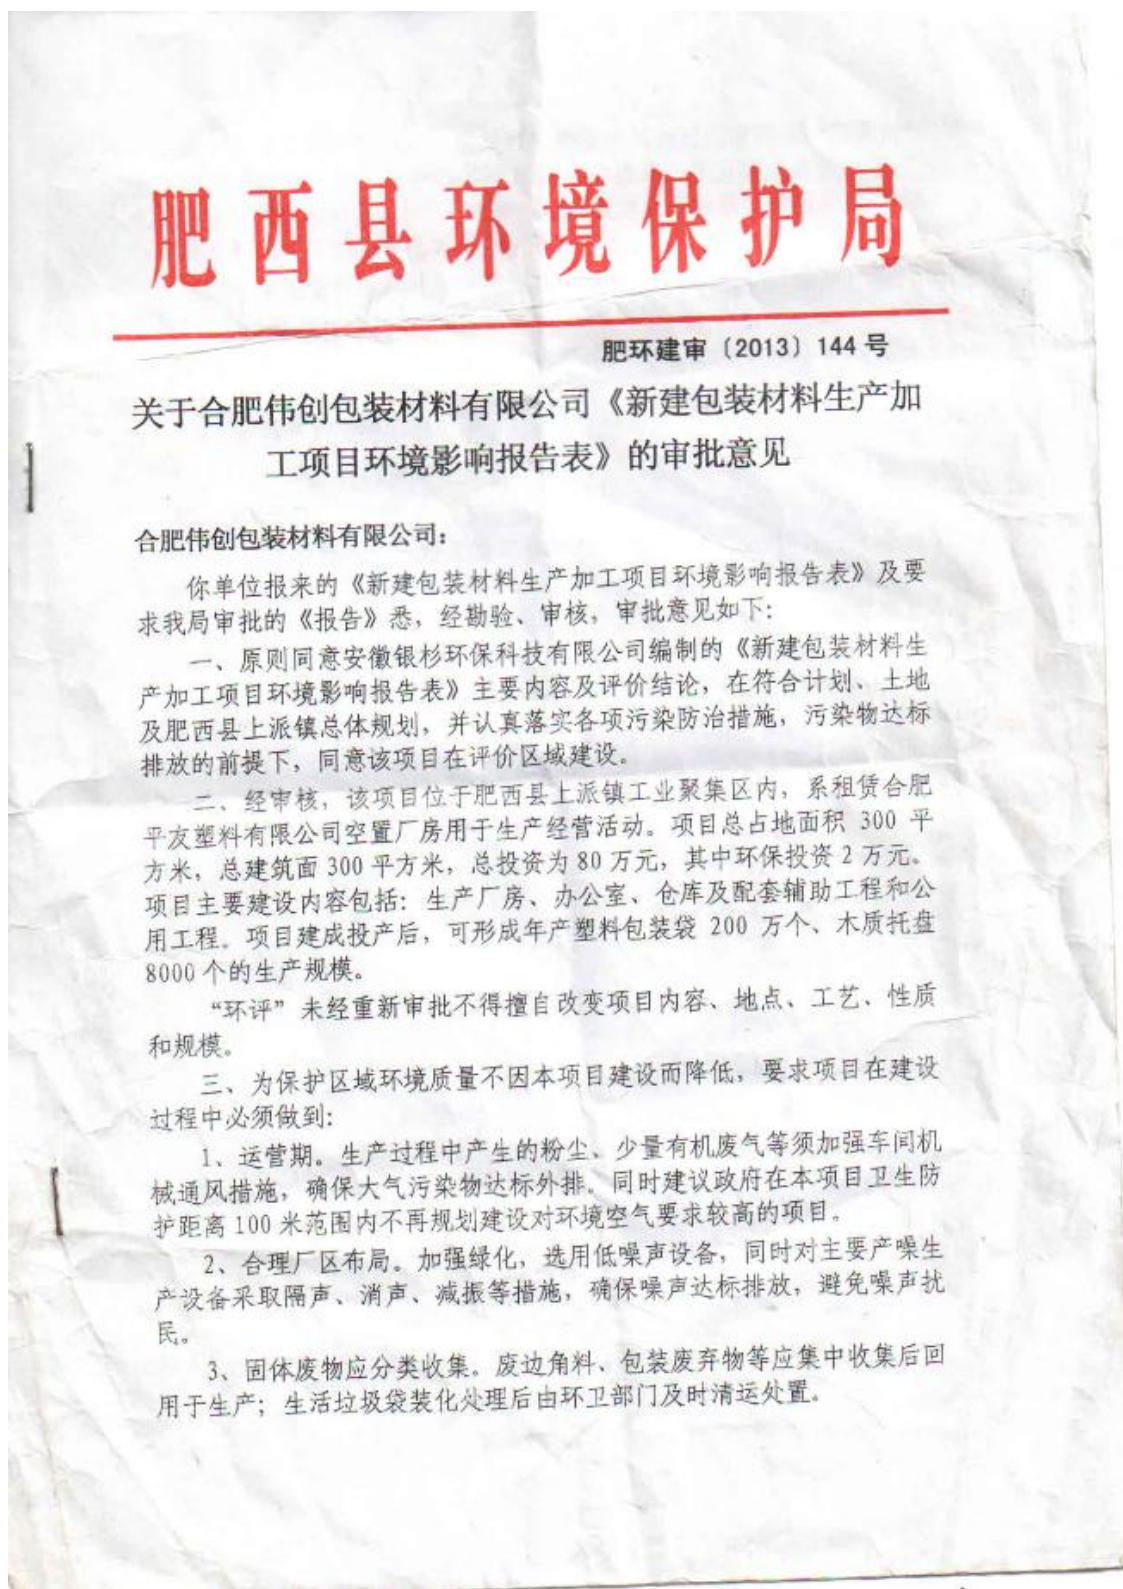 肥西县环境保护局
肥环建审〔2013〕144号
关于合肥伟创包装材料有限公司《新建包装材料生产加
工项目环境影响报告表》的审批意见
合肥伟创包装材料有限公司：
你单位报来的《新建包装材料生产加工项目环境影响报告表》及要
求我局审批的《报告》悉，经勘验、审核，审批意见如下：
一、原则同意安徽银杉环保科技有限公司编制的《新建包装材料生
产加工项目环境影响报告表》主要内容及评价结论，在符合计划、土地
及肥西县上派镇总体规划，并认真落实各项污染防治措施，污染物达标
排放的前提下，同意该项目在评价区域建设。
二、经审核，该项目位于肥西县上派镇工业聚集区内，系租赁合肥
平友塑料有限公司空置厂房用于生产经营活动。项目总占地面积 300 平
方米，总建筑面 300 平方米，总投资为 80 万元，其中环保投资 2 万元。
项目主要建设内容包括：生产厂房、办公室、仓库及配套辅助工程和公
用工程。项目建成投产后，可形成年产塑料包装袋 200 万个、木质托盘
8000 个的生产规模。
“环评”未经重新审批不得擅自改变项目内容、地点、工艺、性质
和规模。
三、为保护区域环境质量不因本项目建设而降低，要求项目在建设
过程中必须做到：
1、运营期。生产过程中产生的粉尘、少量有机废气等须加强车间机
械通风措施，确保大气污染物达标外排。同时建议政府在本项目卫生防
护距离 100 米范围内不再规划建设对环境空气要求较高的项目。
2、合理厂区布局。加强绿化，选用低噪声设备，同时对主要产噪生
产设备采取隔声、消声、减振等措施，确保噪声达标排放，避免噪声扰
民。
3、固体废物应分类收集。废边角料、包装废弃物等应集中收集后回
用于生产；生活垃圾袋装化处理后由环卫部门及时清运处置。